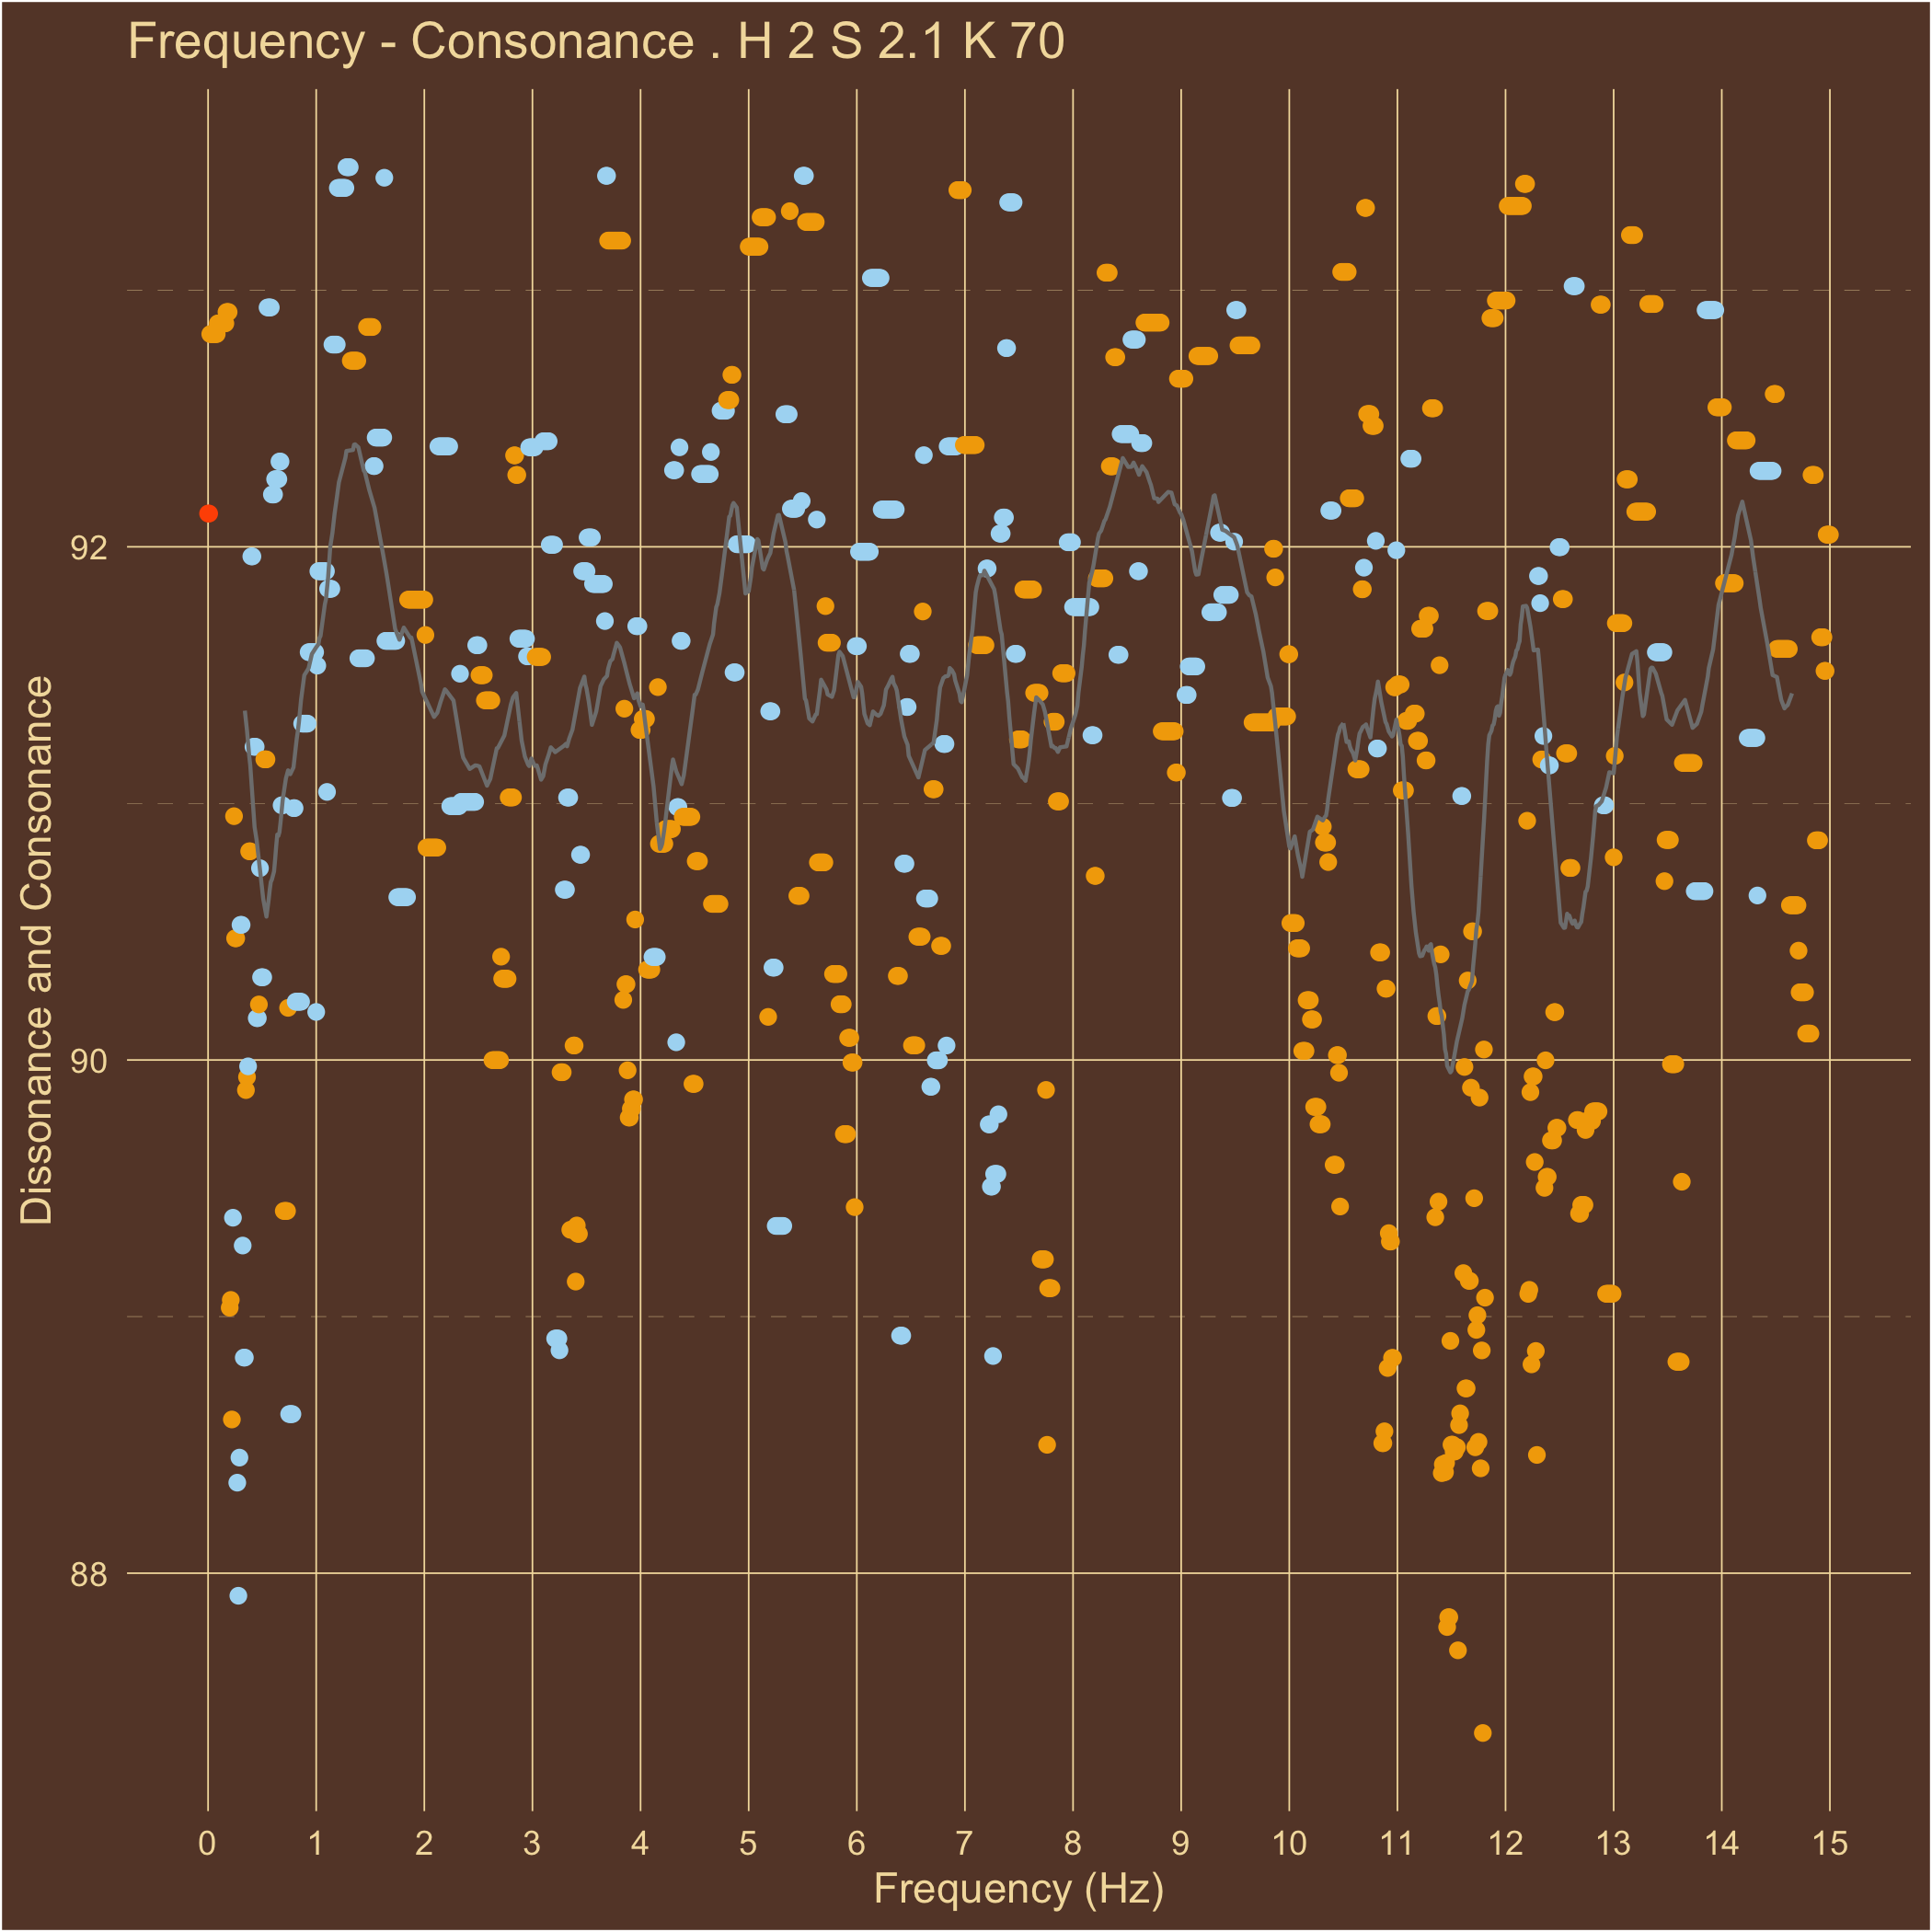 Frequency - Consonance . H 2 S 2.1 K 70
Dissonance and Consonance
92
90
88
0 1 2 3 4 5 6 7 8 9 10 11 12 13 14 15
Frequency (Hz)